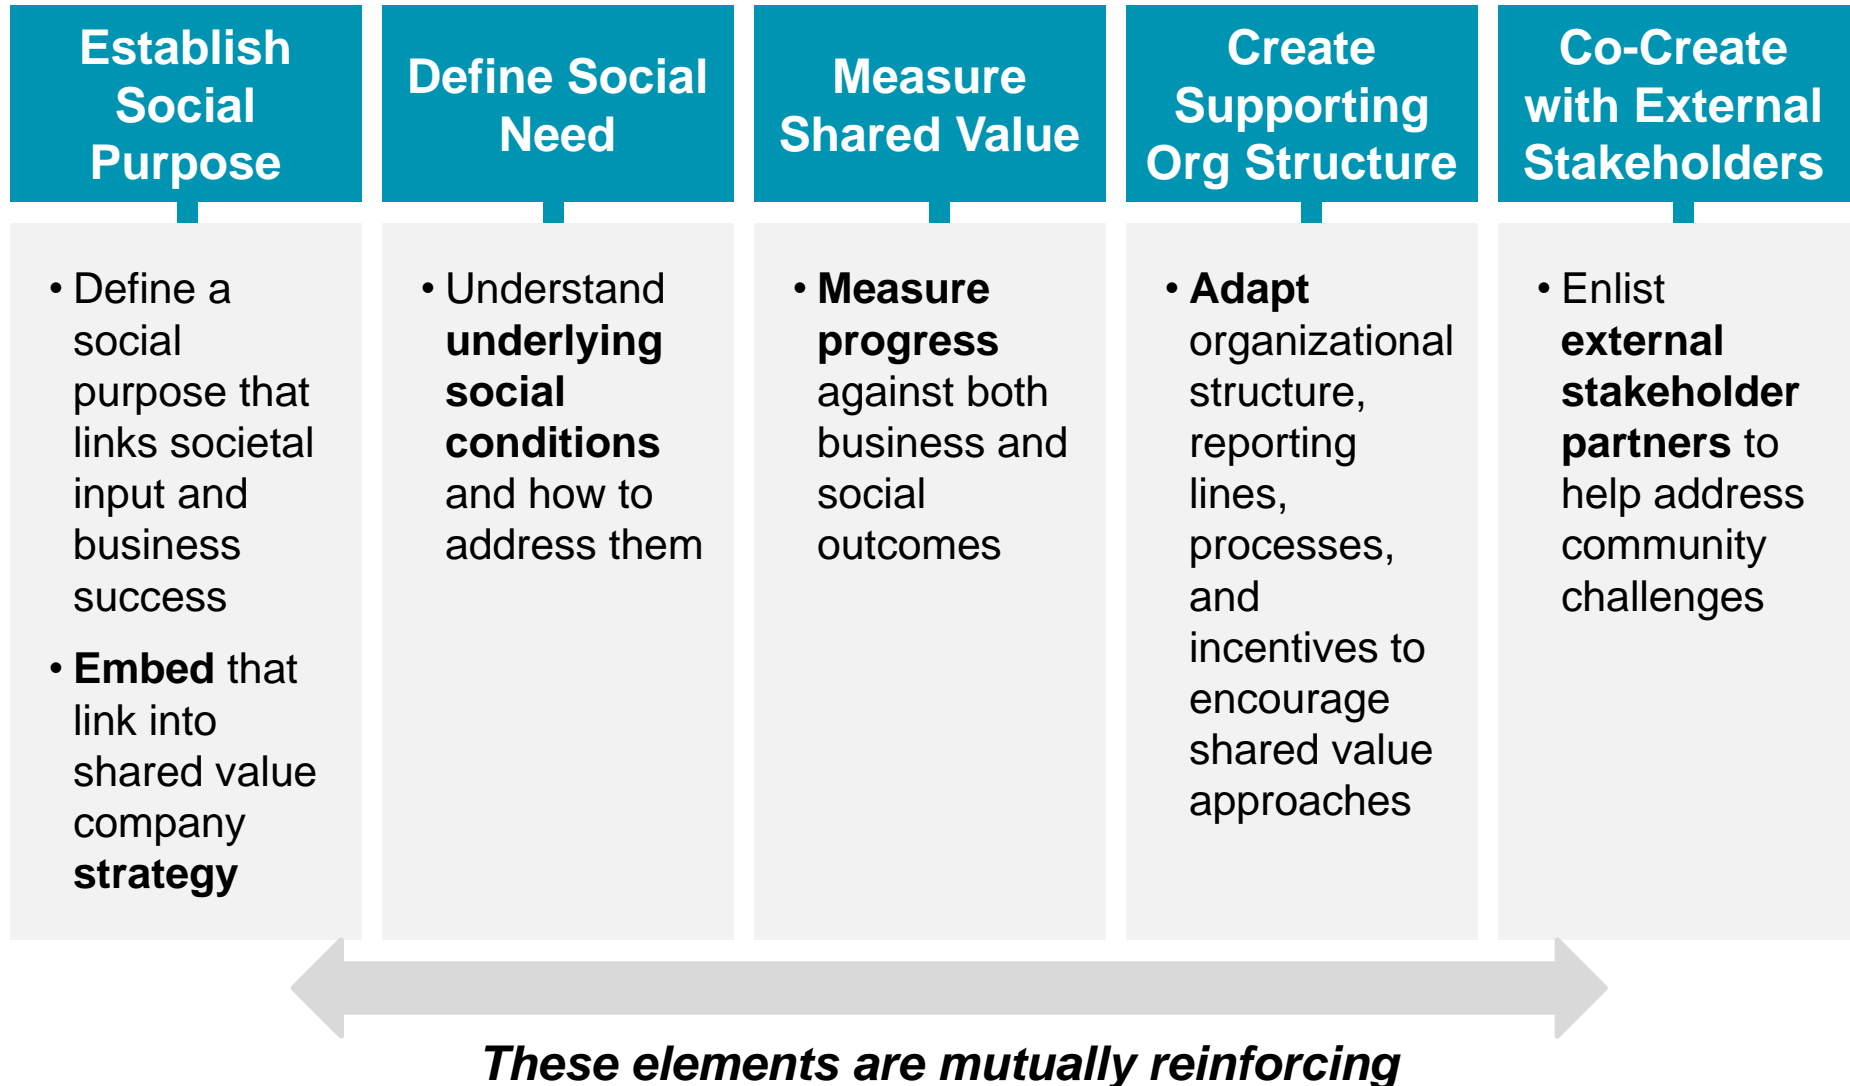 Establish
Social
Purpose
• Define a
social
purpose that
links societal
input and
business
success
• Embed that
link into
shared value
company
strategy
Define Social
Need
• Understand
underlying
social
conditions
and how to
address them
Measure
Shared Value
• Measure
progress
against both
business and
social
outcomes
Create
Supporting
Org Structure
• Adapt
organizational
structure,
reporting
lines,
processes,
and
incentives to
encourage
shared value
approaches
Co-Create
with External
Stakeholders
• Enlist
external
stakeholder
partners to
help address
community
challenges
These elements are mutually reinforcing